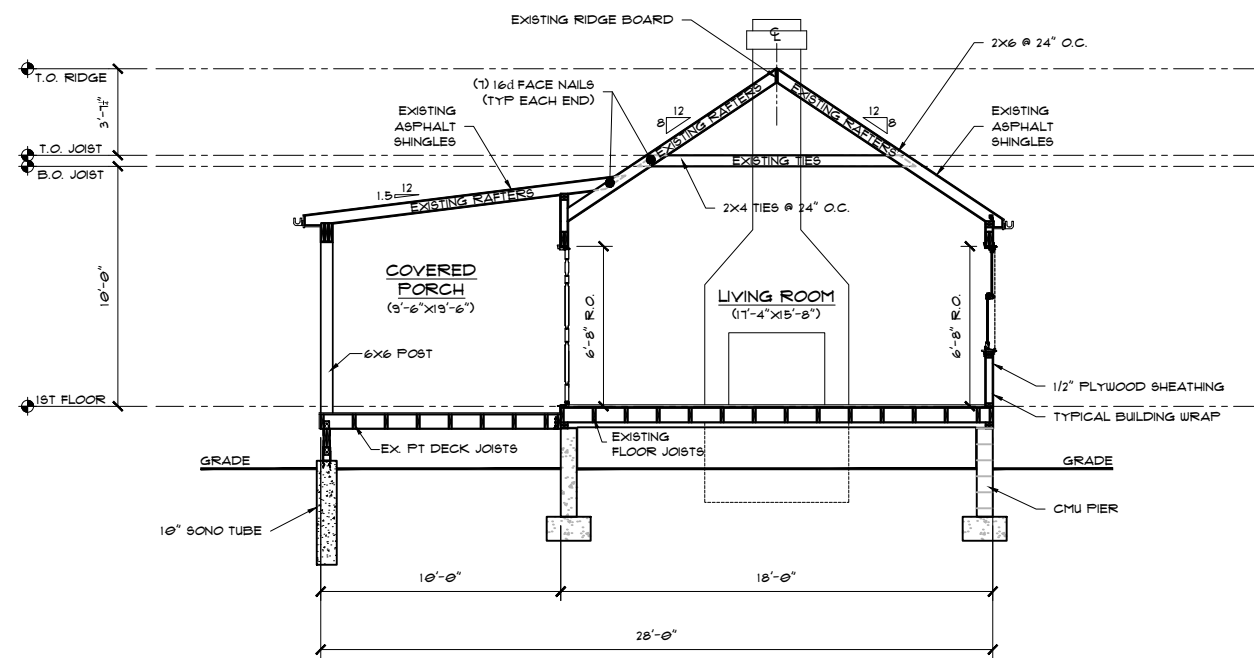 EXISTING RIDGE BOARD
℄
2X6 @ 24" O.C.
T.O. RIDGE
(7) 16d FACE NAILS
(TYP EACH END)
3'-7½"
EXISTING
ASPHALT
SHINGLES
12
8
EXISTING RAFTERS
EXISTING RAFTERS
12
8
EXISTING
ASPHALT
SHINGLES
T.O. JOIST
B.O. JOIST
EXISTING TIES
12
1.5
EXISTING RAFTERS
2X4 TIES @ 24" O.C.
10'-0"
COVERED
PORCH
(9'-6"X19'-6")
6'-8" R.O.
LIVING ROOM
(17'-4"X15'-8")
6'-8" R.O.
6X6 POST
1/2" PLYWOOD SHEATHING
1ST FLOOR
TYPICAL BUILDING WRAP
EX. PT DECK JOISTS
EXISTING
FLOOR JOISTS
GRADE
GRADE
10" SONO TUBE
CMU PIER
10'-0"
18'-0"
28'-0"